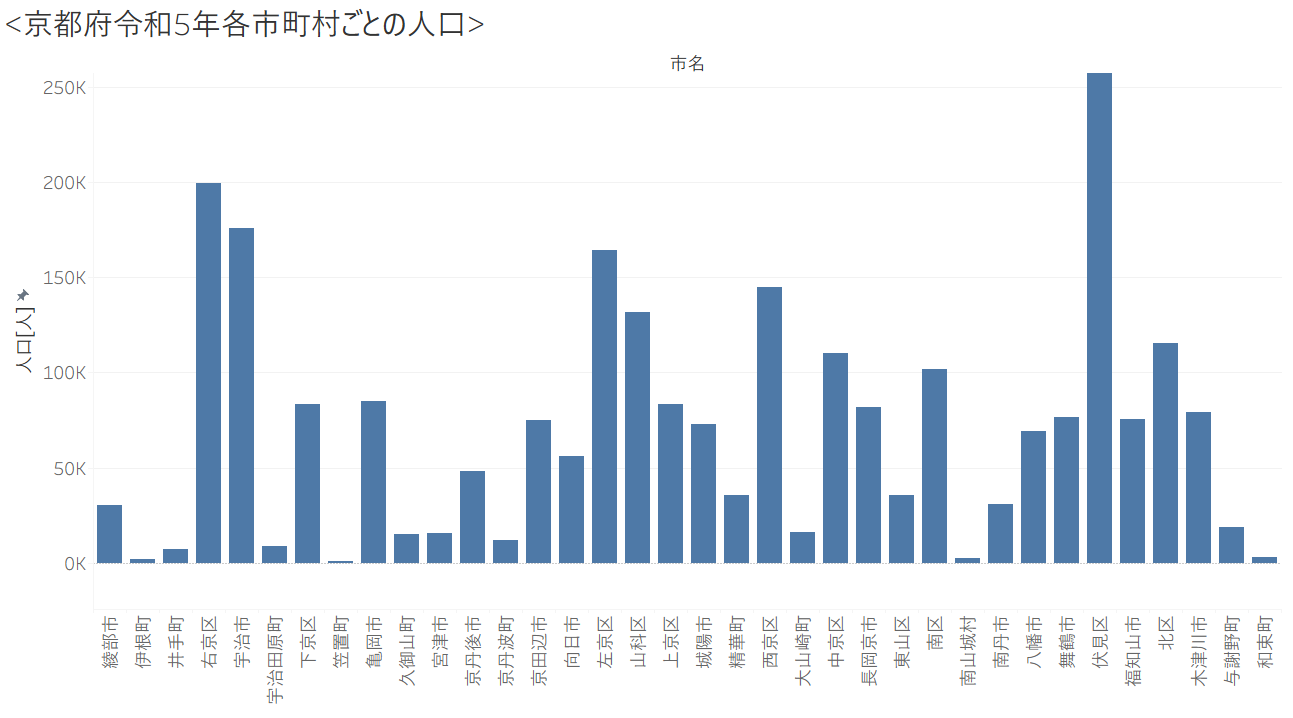 <京都府令和5年各市町村ごとの人口>
市名
250K
200K
150K
100K
50K
0K
人口[人]
綾部市
伊根町
井手町
右京区
宇治市
宇治田原町
下京区
笠置町
亀岡市
久御山町
宮津市
京丹後市
京丹波町
京田辺市
向日市
左京区
山科区
上京区
城陽市
精華町
西京区
大山崎町
中京区
長岡京市
東山区
南区
南山城村
南丹市
八幡市
舞鶴市
伏見区
福知山市
北区
木津川市
与謝野町
和束町